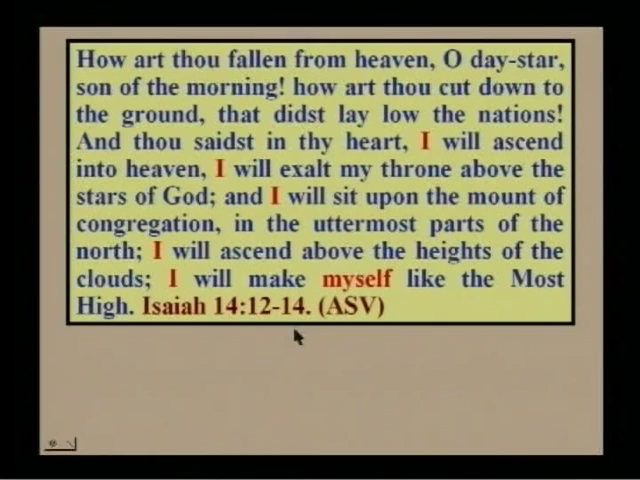 How art thou fallen from heaven, O day-star,
son of the morning! how art thou cut down to
the ground, that didst lay low the nations!
And thou saidst in thy heart, I will ascend
into heaven, I will exalt my throne above the
stars of God; and I will sit upon the mount of
congregation, in the uttermost parts of the
north; I will ascend above the heights of the
clouds; I will make myself like the Most
High. Isaiah 14:12-14. (ASV)